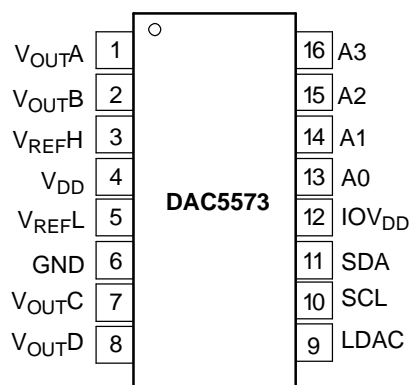 VOUTA 1 16 A3
VOUTB 2 15 A2
VREFH 3 14 A1
VDD 4 13 A0
DAC5573
VREFL 5 12 IOVDD
GND 6 11 SDA
VOUTC 7 10 SCL
VOUTD 8 9 LDAC